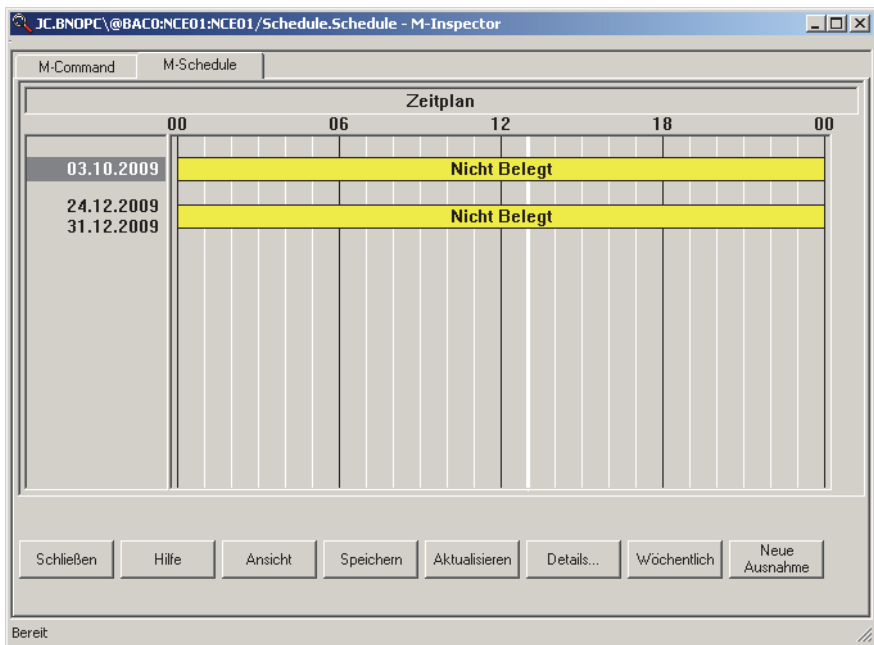 JC.BNOPC\@BAC0:NCE01:NCE01/Schedule.Schedule - M-Inspector
M-Command M-Schedule
Zeitplan
00 06 12 18 00
03.10.2009 Nicht Belegt
24.12.2009 Nicht Belegt
31.12.2009
Schließen Hilfe Ansicht Speichern Aktualisieren Details... Wöchentlich Neue
Ausnahme
Bereit